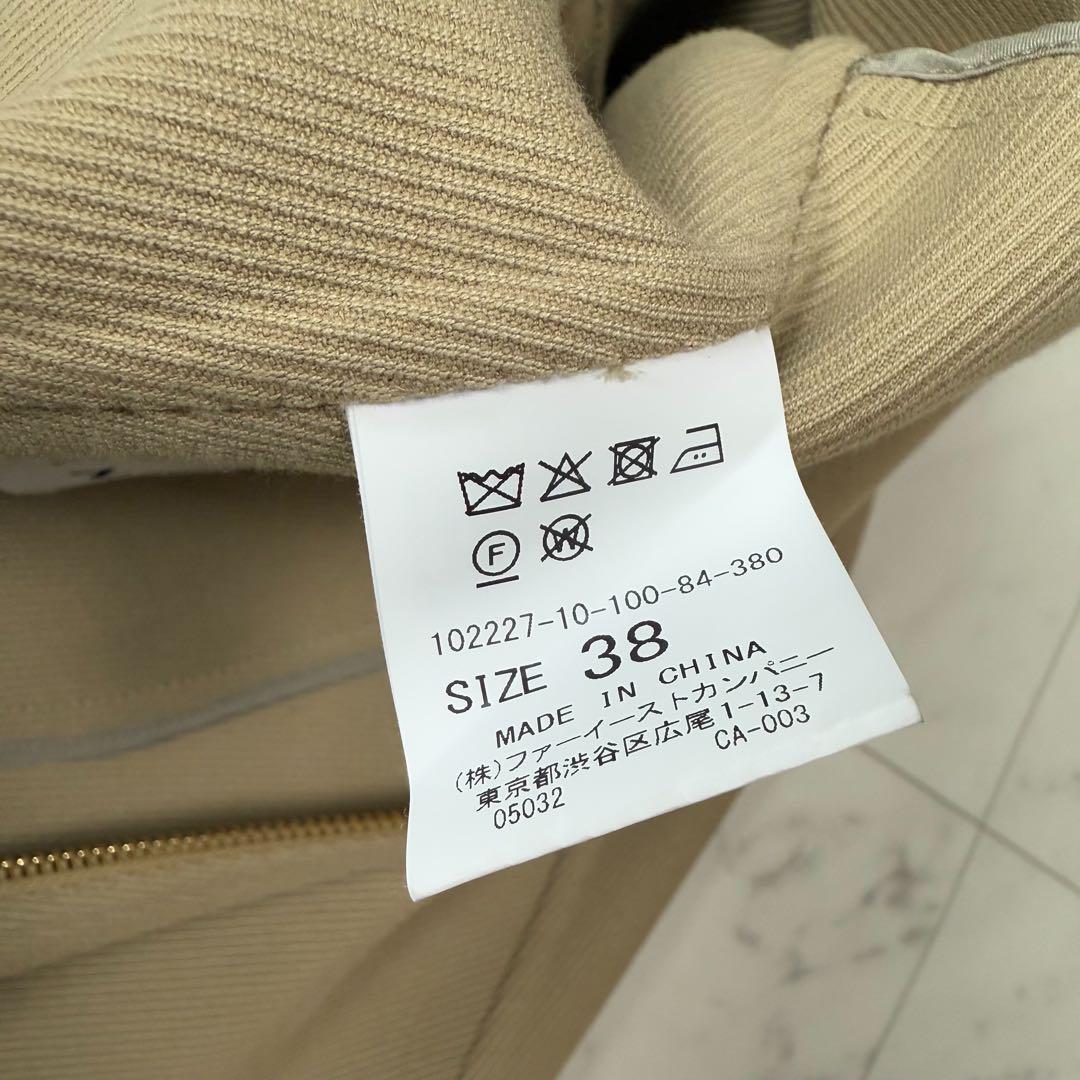 F W
102227-10-100-84-380
SIZE 38
MADE IN CHINA
(株)ファーイーストカンパニー
東京都渋谷区広尾1-13-7
05032 CA-003